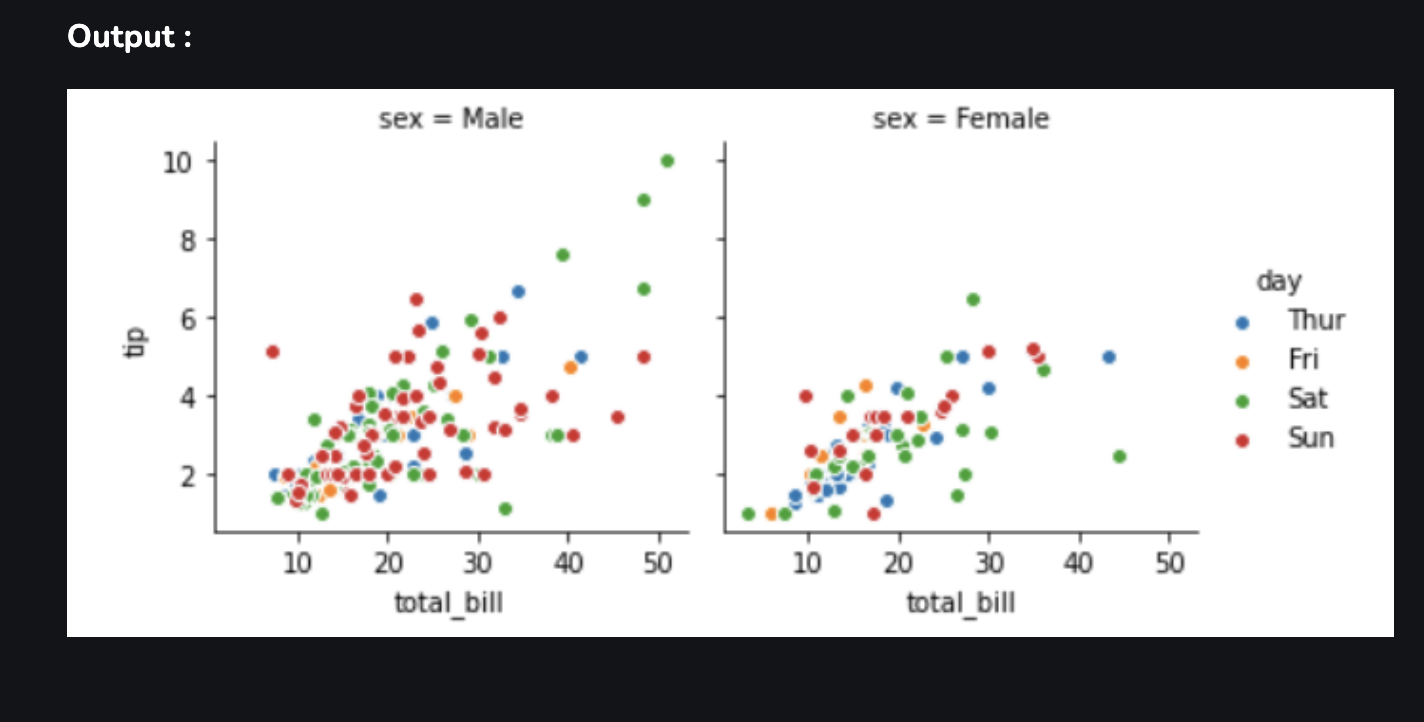 Output :
sex = Male
sex = Female
10
8
6
4
2
tip
10 20 30 40 50
total_bill
10 20 30 40 50
total_bill
day
Thur
Fri
Sat
Sun